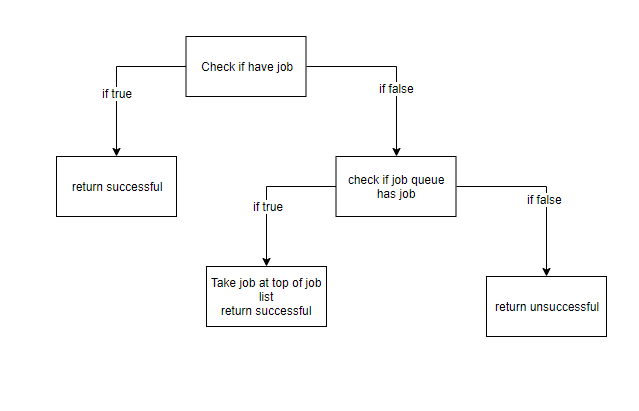 Check if have job
if true
if false
return successful
check if job queue
has job
if true
if false
Take job at top of job
list
return successful
return unsuccessful